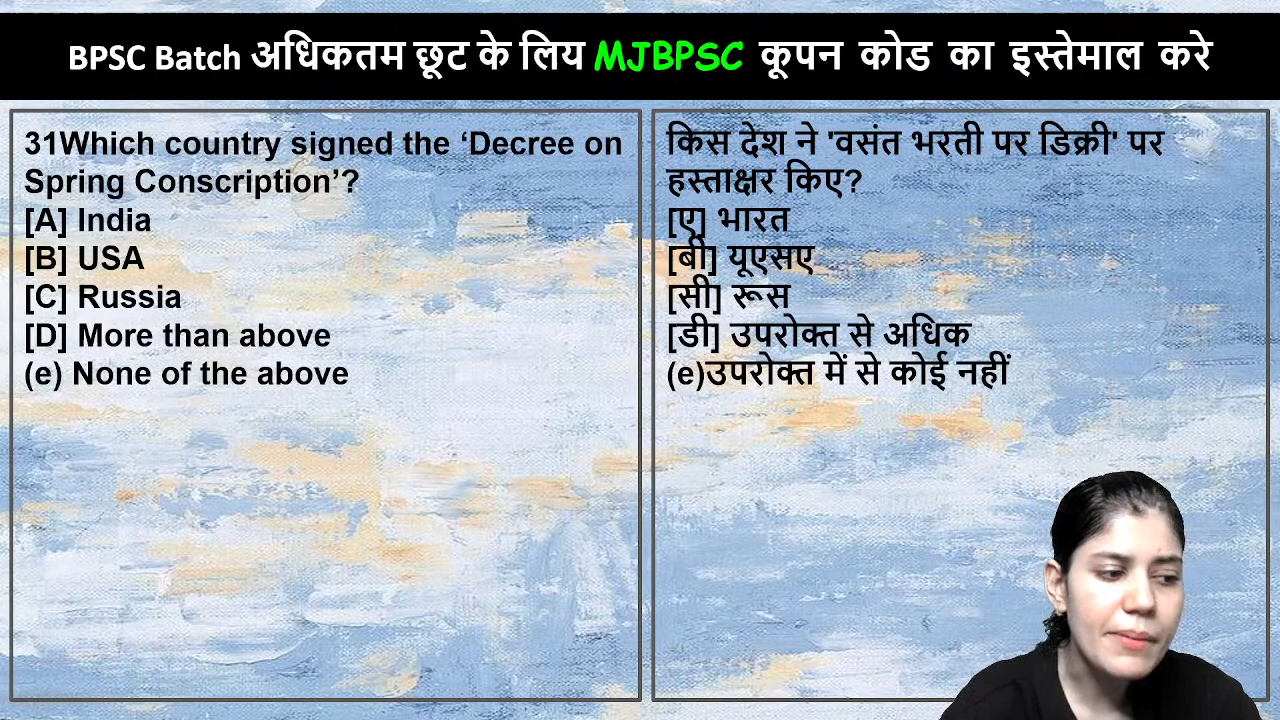 BPSC Batch अधिकतम छूट के लिय MJBPSC कूपन कोड का इस्तेमाल करे
31Which country signed the ‘Decree on
Spring Conscription’?
[A] India
[B] USA
[C] Russia
[D] More than above
(e) None of the above
किस देश ने 'वसंत भरती पर डिक्री' पर
हस्ताक्षर किए?
[ए] भारत
[बी] यूएसए
[सी] रूस
[डी] उपरोक्त से अधिक
(e)उपरोक्त में से कोई नहीं